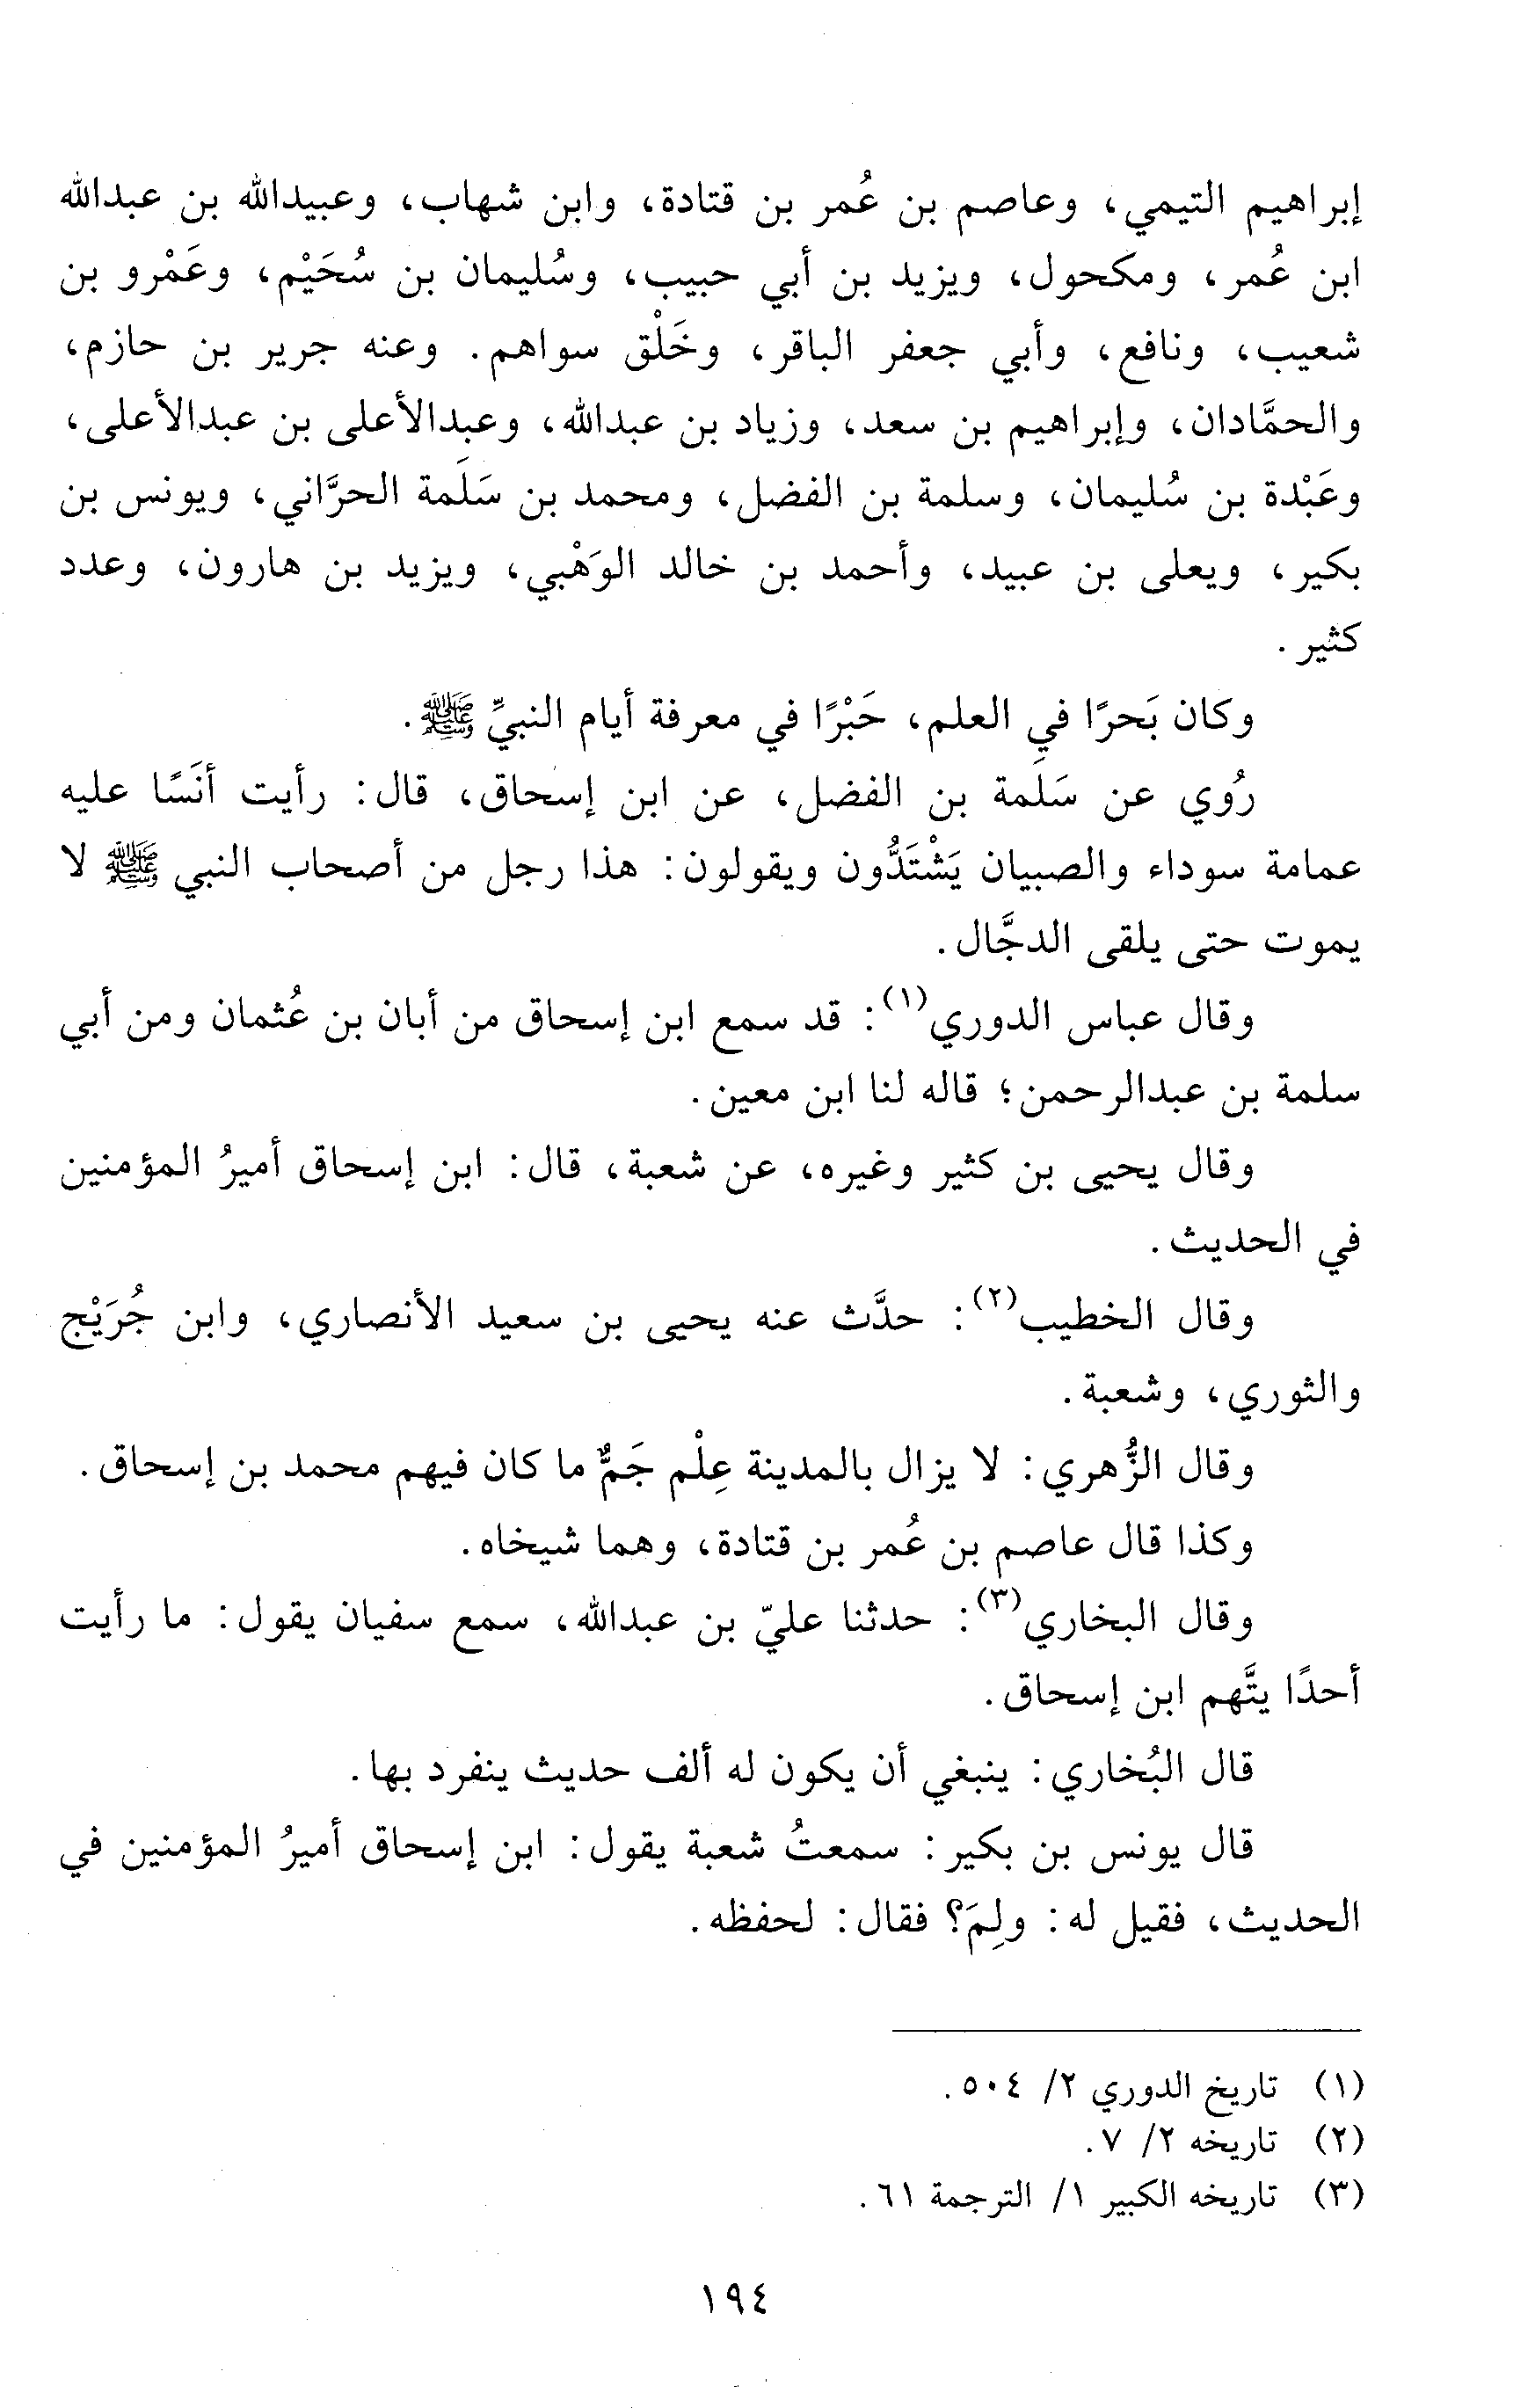 إبراهيم التيمي، وعاصم بن عُمر بن قتادة، وابن شهاب، وعبيدالله بن عبدالله
ابن عُمر، ومكحول، ويزيد بن أبي حبيب، وسُليمان بن سُحَيْم، وعَمْرو بن
شعيب، ونافع، وأبي جعفر الباقر، وخَلْق سواهم. وعنه جرير بن حازم،
والحمَّادان، وإبراهيم بن سعد، وزياد بن عبدالله، وعبدالأعلى بن عبدالأعلى،
وعَبْدة بن سُليمان، وسلمة بن الفضل، ومحمد بن سَلَمة الحرَّاني، ويونس بن
بكير، ويعلى بن عبيد، وأحمد بن خالد الوَهْبي، ويزيد بن هارون، وعدد
كثير.
وكان بَحرًا في العلم، حَبْرًا في معرفة أيام النبيِّ ﷺ.
رُوي عن سَلِمة بن الفضل، عن ابن إسحاق، قال: رأيت أنَسًا عليه
عمامة سوداء والصبيان يَشْتَدُّون ويقولون: هذا رجل من أصحاب النبي ﷺ لا
يموت حتى يلقى الدجَّال.
وقال عباس الدوري(١): قد سمع ابن إسحاق من أبان بن عُثمان ومن أبي
سلمة بن عبدالرحمن؛ قاله لنا ابن معين.
وقال يحيى بن كثير وغيره، عن شعبة، قال: ابن إسحاق أميرُ المؤمنين
في الحديث.
وقال الخطيب(٢): حدَّث عنه يحيى بن سعيد الأنصاري، وابن جُرَيْج
والثوري، وشعبة.
وقال الزُّهري: لا يزال بالمدينة عِلْم جَمٌّ ما كان فيهم محمد بن إسحاق.
وكذا قال عاصم بن عُمر بن قتادة، وهما شيخاه.
وقال البخاري(٣): حدثنا عليّ بن عبدالله، سمع سفيان يقول: ما رأيت
أحدًا يتَّهم ابن إسحاق.
قال البُخاري: ينبغي أن يكون له ألف حديث ينفرد بها.
قال يونس بن بكير: سمعتُ شعبة يقول: ابن إسحاق أميرُ المؤمنين في
الحديث، فقيل له: ولِمَ؟ فقال: لحفظه.
(١) تاريخ الدوري ٢/ ٥٠٤.
(٢) تاريخه ٢/ ٧.
(٣) تاريخه الكبير ١/ الترجمة ٦١.
١٩٤